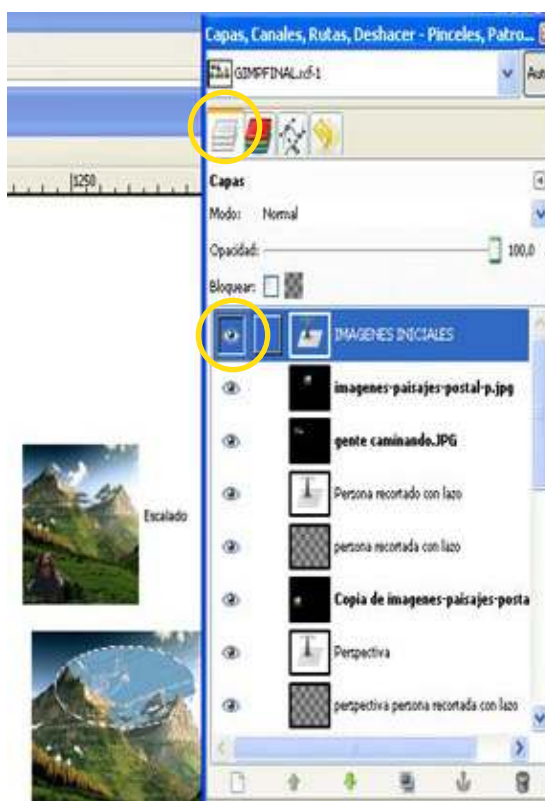 Capas, Canales, Rutas, Deshacer - Pinceles, Patro...
GIMPFINAL.xcf-1
Aut
1250
Capas
Modo: Normal
Opacidad: 100,0
Bloquear:
IMAGENES INICIALES
imagenes-paisajes-postal-p.jpg
gente caminando.JPG
Persona recortado con lazo
Escalado
persona recortada con lazo
Copia de imagenes-paisajes-posta
Perspectiva
perspectiva persona recortada con lazo